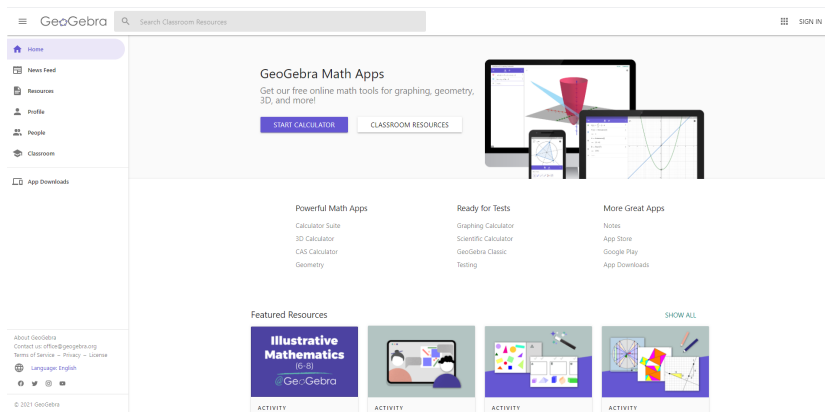 GeoGebra
Search Classroom Resources
SIGN IN
Home
News Feed
Resources
Profile
People
Classroom
App Downloads
GeoGebra Math Apps
Get our free online math tools for graphing, geometry,
3D, and more!
START CALCULATOR
CLASSROOM RESOURCES
Powerful Math Apps
Calculator Suite
3D Calculator
CAS Calculator
Geometry
Ready for Tests
Graphing Calculator
Scientific Calculator
GeoGebra Classic
Testing
More Great Apps
Notes
App Store
Google Play
App Downloads
Featured Resources
SHOW ALL
Illustrative
Mathematics
(6-8)
@GeoGebra
ACTIVITY
ACTIVITY
ACTIVITY
ACTIVITY
About GeoGebra
Contact us: office@geogebra.org
Terms of Service – Privacy – License
Language: English
© 2021 GeoGebra